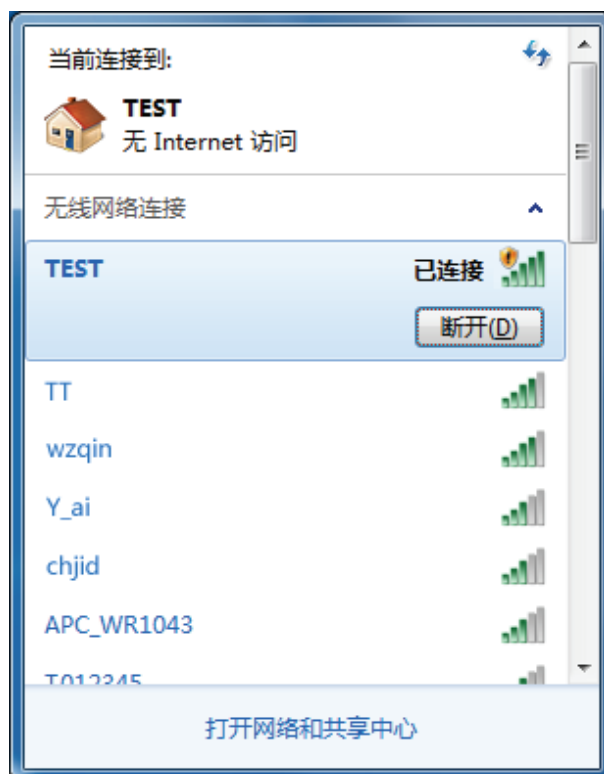 当前连接到:
TEST
无 Internet 访问
无线网络连接
TEST 已连接
断开(D)
TT
wzqin
Y_ai
chjid
APC_WR1043
T012345
打开网络和共享中心